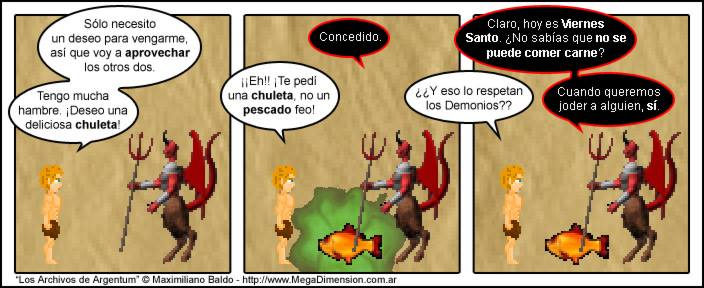 Sólo necesito
un deseo para vengarme,
así que voy a aprovechar
los otros dos.
Tengo mucha
hambre. ¡Deseo una
deliciosa chuleta!
Concedido.
¡¡Eh!! ¡Te pedí
una chuleta, no un
pescado feo!
Claro, hoy es Viernes
Santo. ¿No sabías que no se
puede comer carne?
¿¿Y eso lo respetan
los Demonios??
Cuando queremos
joder a alguien, sí.
"Los Archivos de Argentum" © Maximiliano Baldo - http://www.MegaDimension.com.ar